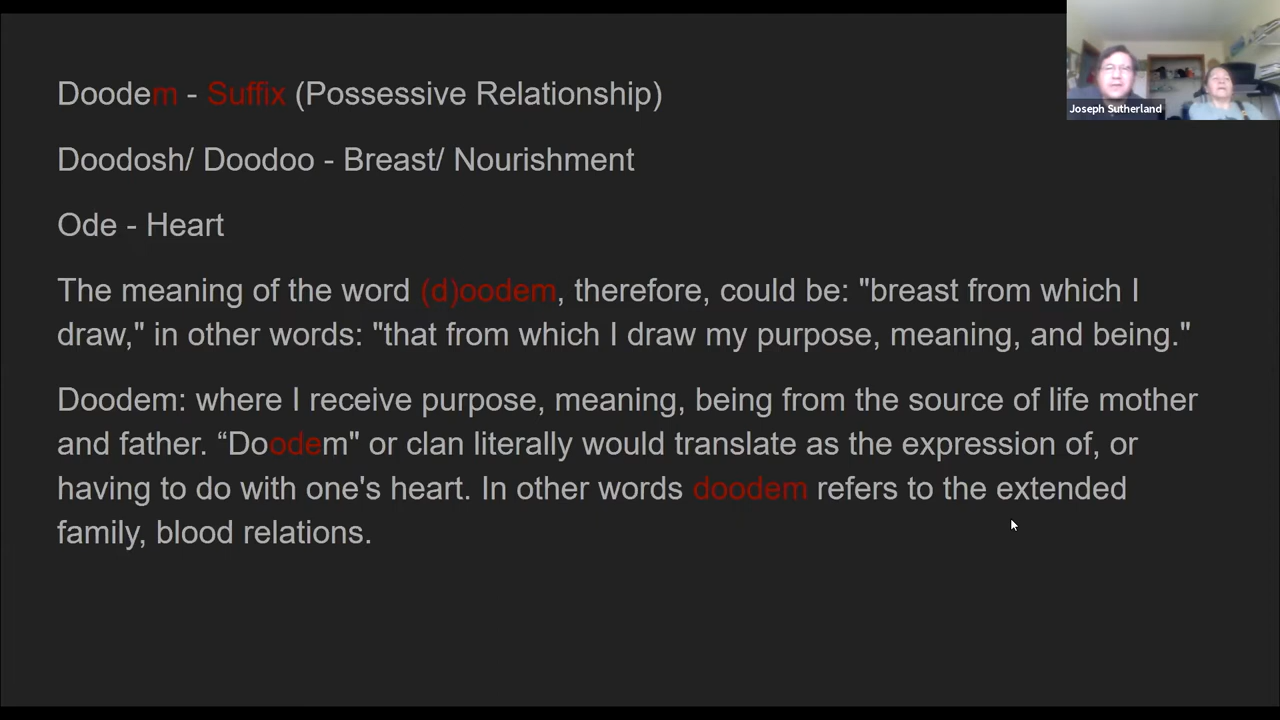 Doodem - Suffix (Possessive Relationship)
Doodosh/ Doodoo - Breast/ Nourishment
Ode - Heart
The meaning of the word (d)oodem, therefore, could be: "breast from which I
draw," in other words: "that from which I draw my purpose, meaning, and being."
Doodem: where I receive purpose, meaning, being from the source of life mother
and father. “Doodem" or clan literally would translate as the expression of, or
having to do with one's heart. In other words doodem refers to the extended
family, blood relations.
Joseph Sutherland